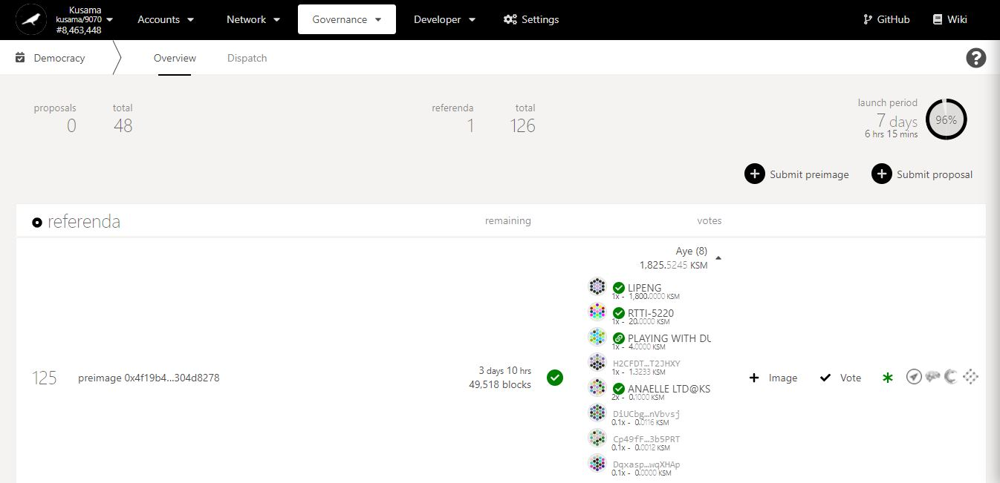 Kusama
kusama/9070
#8,463,448
Accounts
Network
Governance
Developer
Settings
GitHub
Wiki
Democracy
Overview
Dispatch
?
proposals
0
total
48
referenda
1
total
126
launch period
7 days
6 hrs 15 mins
96%
Submit preimage
Submit proposal
referenda
remaining
votes
125
preimage 0x4f19b4...304d8278
3 days 10 hrs
49,518 blocks
Aye (8)
1,825.5245 KSM
LIPENG
1x - 1,800.0000 KSM
RTTI-5220
1x - 20.0000 KSM
PLAYING WITH DU
1x - 4.0000 KSM
H2CFDT...T2JHXY
1x - 1.3233 KSM
ANAELLE LTD@KS
2x - 0.1000 KSM
DiUCbg...nVbvsj
0.1x - 0.0116 KSM
Cp49fF...3b5PRT
0.1x - 0.0012 KSM
Dqxasp...wqXHAp
0.1x - 0.0000 KSM
Image
Vote